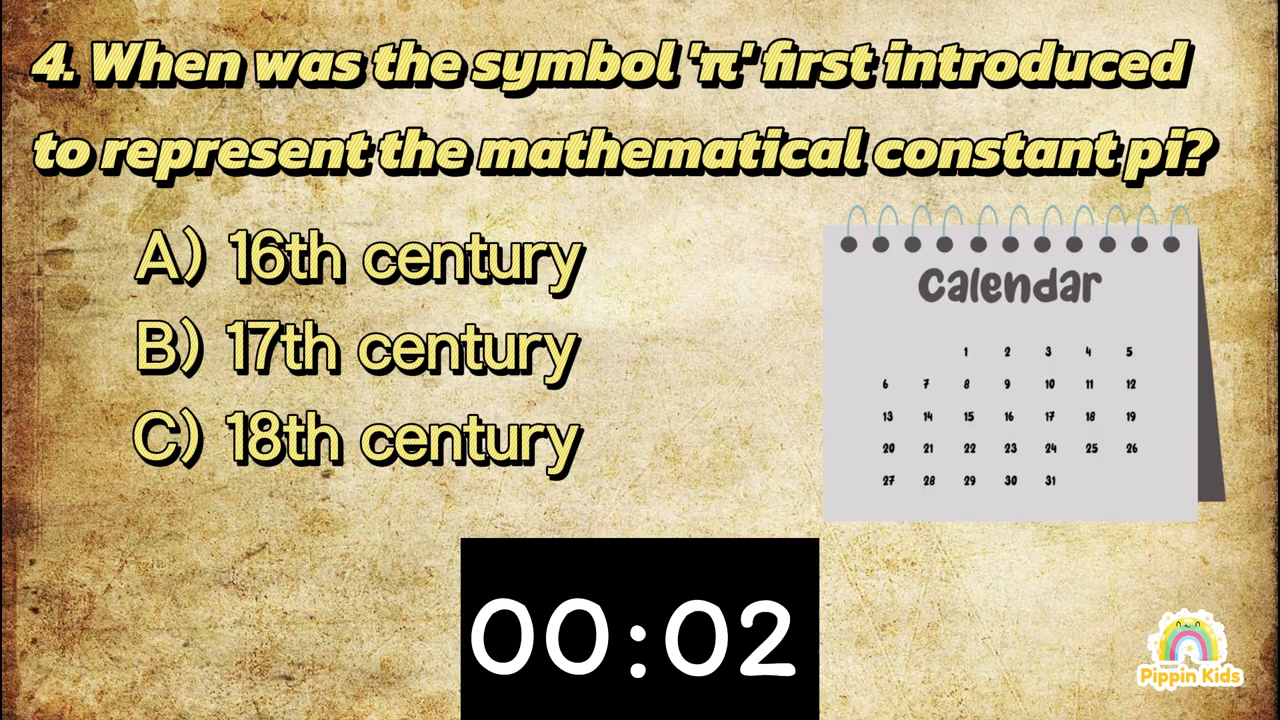 4. When was the symbol 'π' first introduced
to represent the mathematical constant pi?
A) 16th century
B) 17th century
C) 18th century
Calendar
1 2 3 4 5
6 7 8 9 10 11 12
13 14 15 16 17 18 19
20 21 22 23 24 25 26
27 28 29 30 31
00:02
Pippin Kids